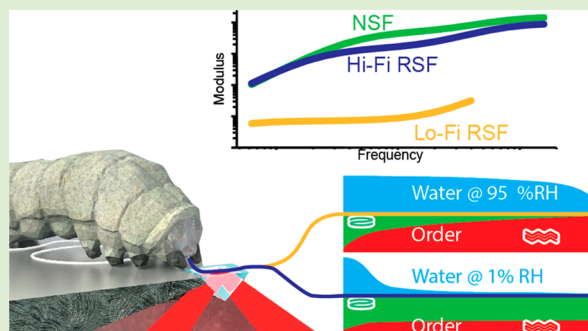 NSF
Hi-Fi RSF
Lo-Fi RSF
Modulus
Frequency
Water @ 95 %RH
Order
Water @ 1% RH
Order